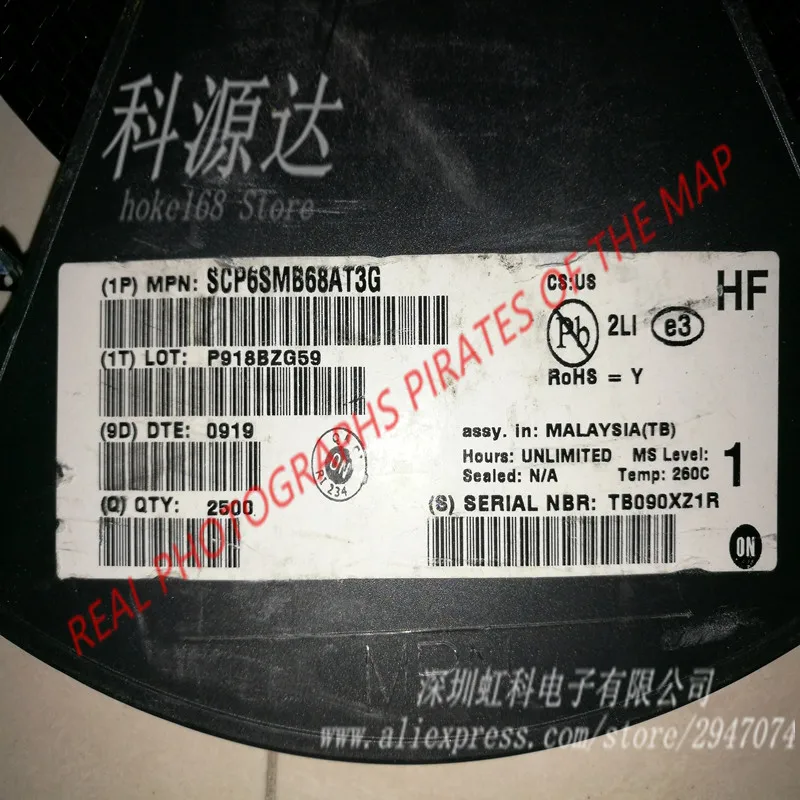 科源达
hoke168 Store
REAL PHOTOGRAPHS PIRATES OF THE MAP
(1P) MPN: SCP6SMB68AT3G
CS:US
HF
Pb
2LI
e3
RoHS = Y
(1T) LOT: P918BZG59
(9D) DTE: 0919
assy. in: MALAYSIA(TB)
Hours: UNLIMITED MS Level: 1
Sealed: N/A Temp: 260C
(Q) QTY: 2500
ON
234
(S) SERIAL NBR: TB090XZ1R
ON
深圳虹科电子有限公司
www.aliexpress.com/store/2947074